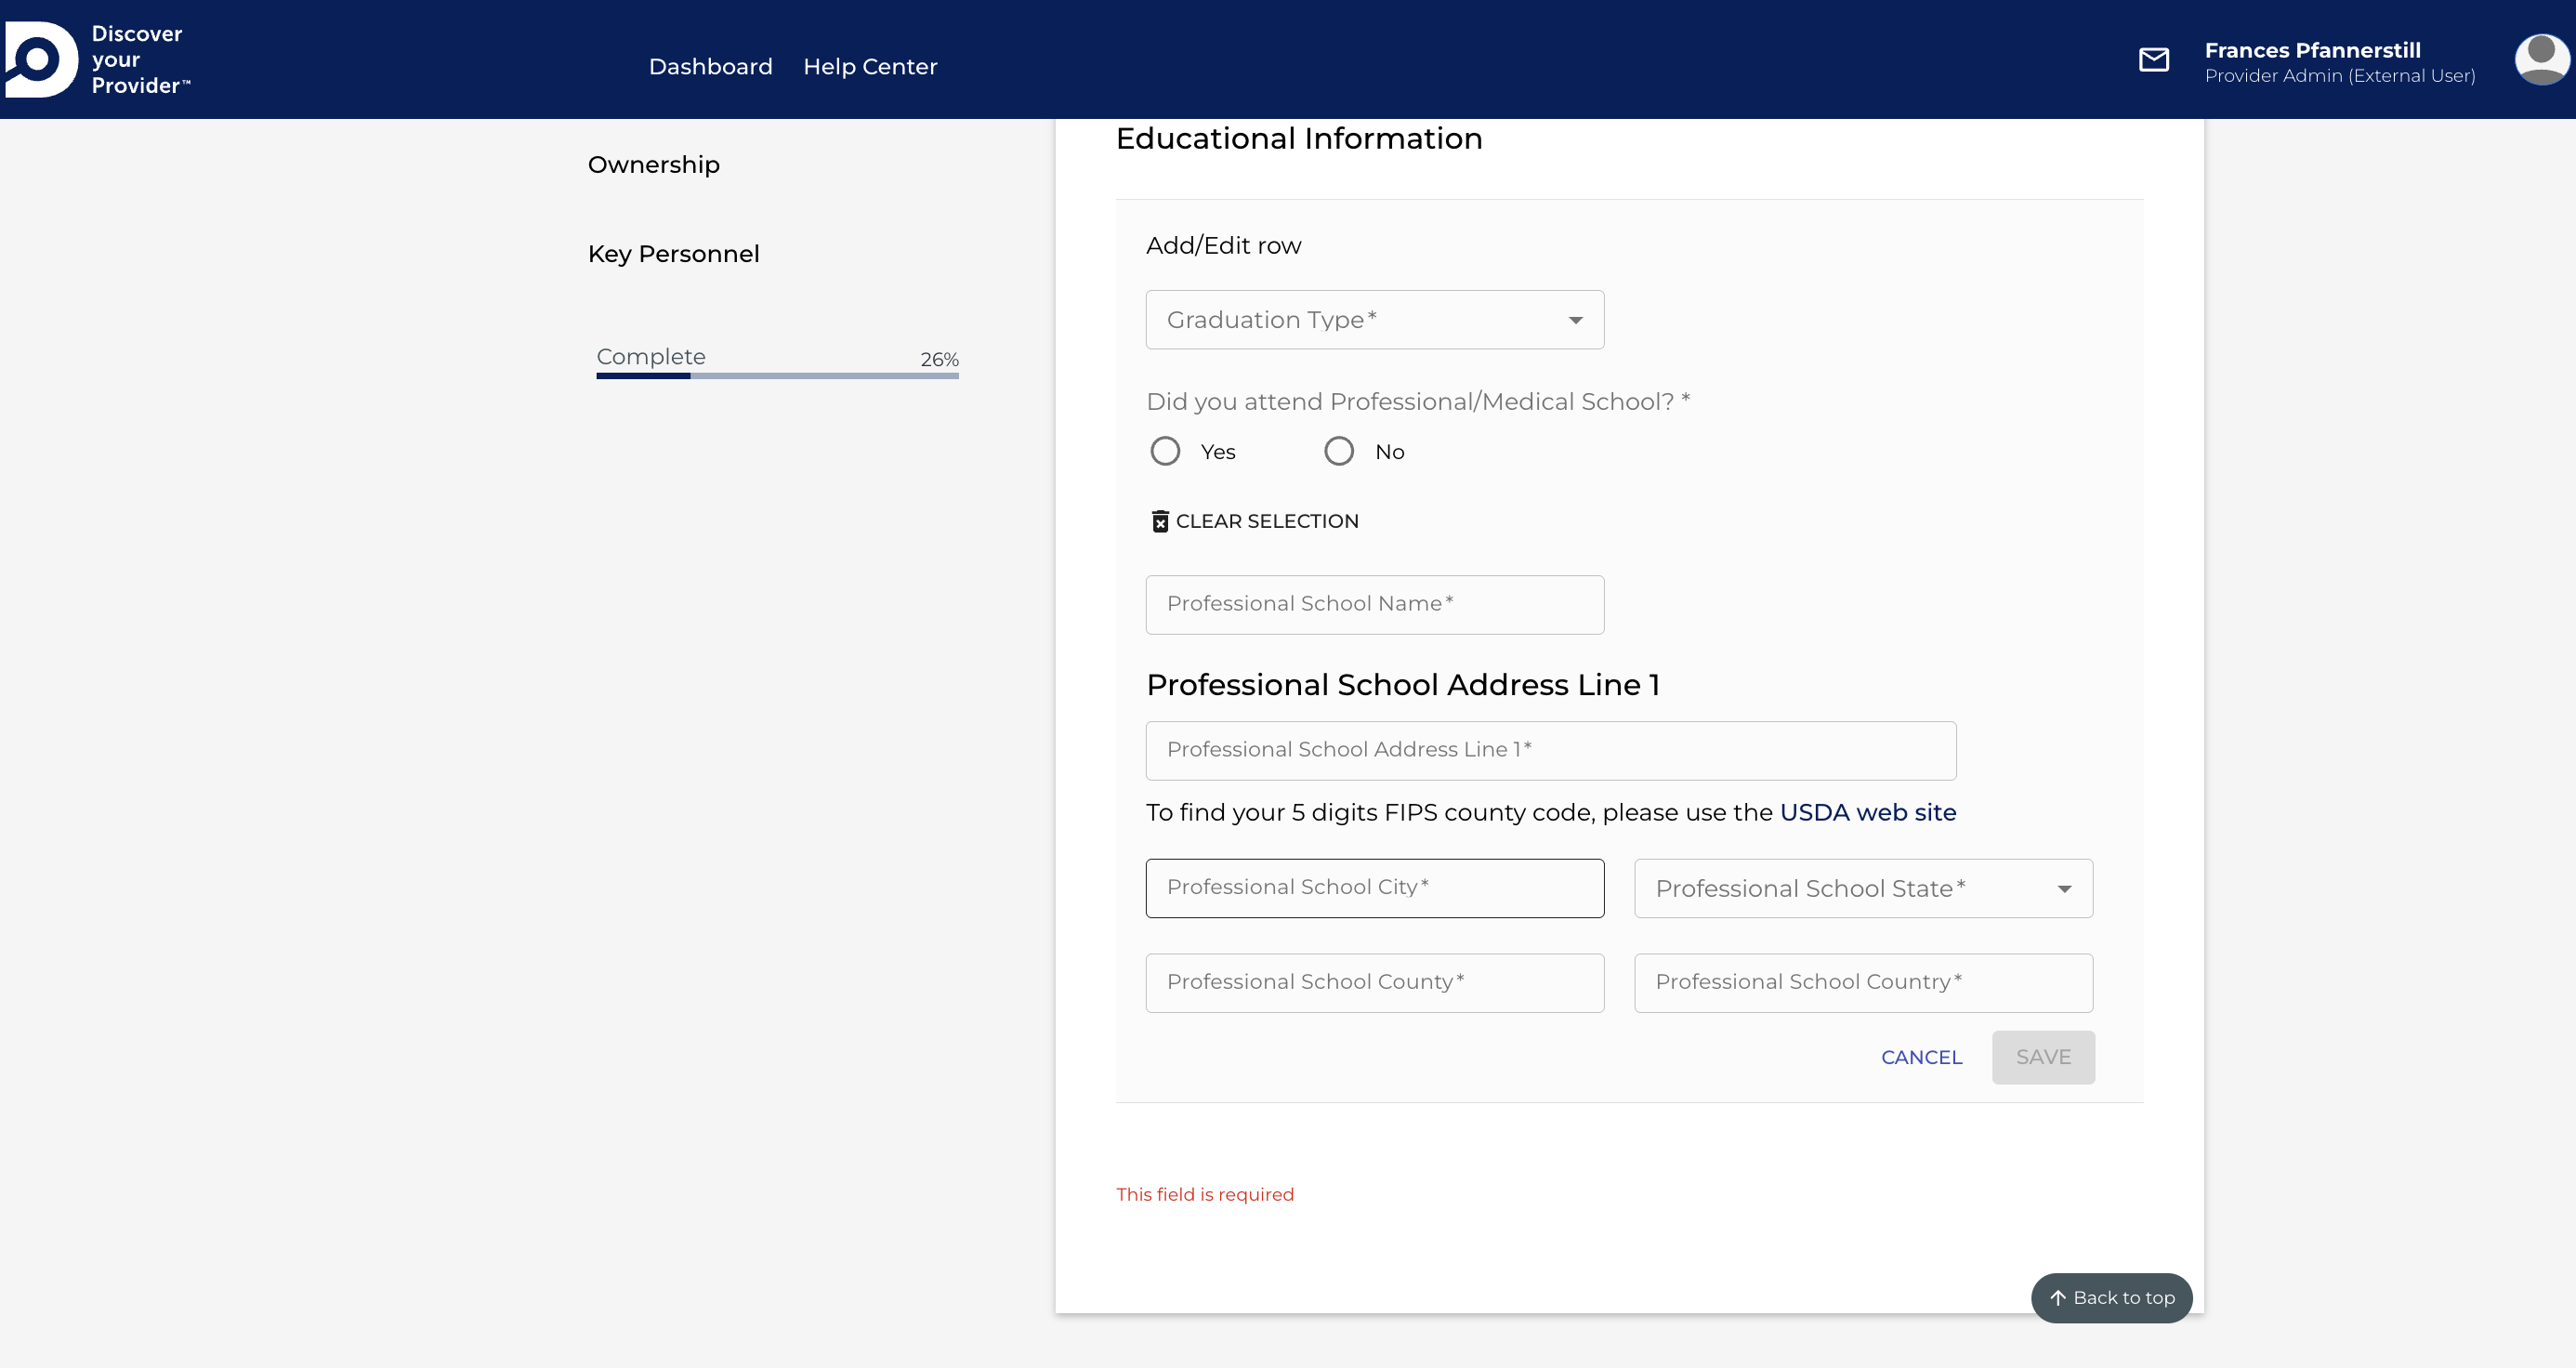 Discover
your
Provider™
Dashboard
Help Center
Frances Pfannerstill
Provider Admin (External User)
Ownership
Key Personnel
Complete
26%
Educational Information
Add/Edit row
Graduation Type*
Did you attend Professional/Medical School? *
Yes
No
CLEAR SELECTION
Professional School Name*
Professional School Address Line 1
Professional School Address Line 1*
To find your 5 digits FIPS county code, please use the USDA web site
Professional School City*
Professional School State*
Professional School County*
Professional School Country*
CANCEL
SAVE
This field is required
Back to top